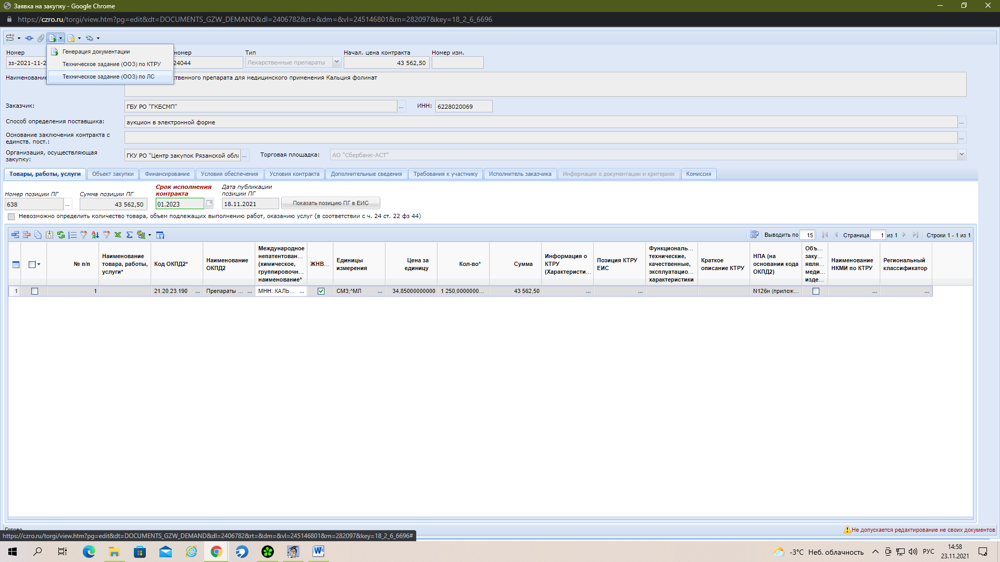 Заявка на закупку - Google Chrome
https://czro.ru/torgi/view.htm?pg=edit&dt=DOCUMENTS_GZW_DEMAND&dl=2406782&rt=&dm=&vl=245146801&rn=282097&key=18_2_6_6696
Генерация документации
Техническое задание (ООЗ) по КТРУ
Техническое задание (ООЗ) по ЛС
Номер номер Тип Начал. цена контракта Номер изм.
зз-2021-11-2 24044 Лекарственные препараты 43 562,50
Наименование ственного препарата для медицинского применения Кальция фолинат
Заказчик: ГБУ РО "ГКБСМП" ... ИНН: 6228020069
Способ определения поставщика: аукцион в электронной форме ...
Основание заключения контракта с
единств. пост.: ...
Организация, осуществляющая
закупку: ГКУ РО "Центр закупок Рязанской обла ... Торговая площадка: АО "Сбербанк-АСТ"
Товары, работы, услуги Объект закупки Финансирование Условия обеспечения Условия контракта Дополнительные сведения Требования к участнику Исполнитель заказчика Информация о документации и критериях Комиссия
Номер позиции ПГ Сумма позиции ПГ Срок исполнения контракта Дата публикации позиции ПГ
638 ... 43 562,50 01.2023 18.11.2021 Показать позицию ПГ в ЕИС
Невозможно определить количество товара, объем подлежащих выполнению работ, оказанию услуг (в соответствии с ч. 24 ст. 22 фз 44)
Выводить по 15 Страница 1 из 1 Строки 1 - 1 из 1
№ п/п
Наименование товара, работы, услуги*
Код ОКПД2*
Наименование ОКПД2
Международное непатентован... (химическое, группировочн... наименование*
ЖНВ...
Единицы измерения
Цена за единицу
Кол-во*
Сумма
Информация о КТРУ (Характеристи...
Позиция КТРУ ЕИС
Функциональ... технические, качественные, эксплуатацио... характеристики
Краткое описание КТРУ
НПА (на основании кода ОКПД2)
Объ... заку... явля... меди... изде...
Наименование НКМИ по КТРУ
Региональный классификатор
1 1 21.20.23.190 ... Препараты ... ... МНН: КАЛЬ... ... СМ3;^МЛ ... 34,85000000000 1 250,0000000... 43 562,50 ... ... N126н (прилож... ... ...
Готово
https://czro.ru/torgi/view.htm?pg=edit&dt=DOCUMENTS_GZW_DEMAND&dl=2406782&rt=&dm=&vl=245146801&rn=282097&key=18_2_6_6696#
Не допускается редактирование не своих документов
-3°C Неб. облачность РУС 14:58
23.11.2021